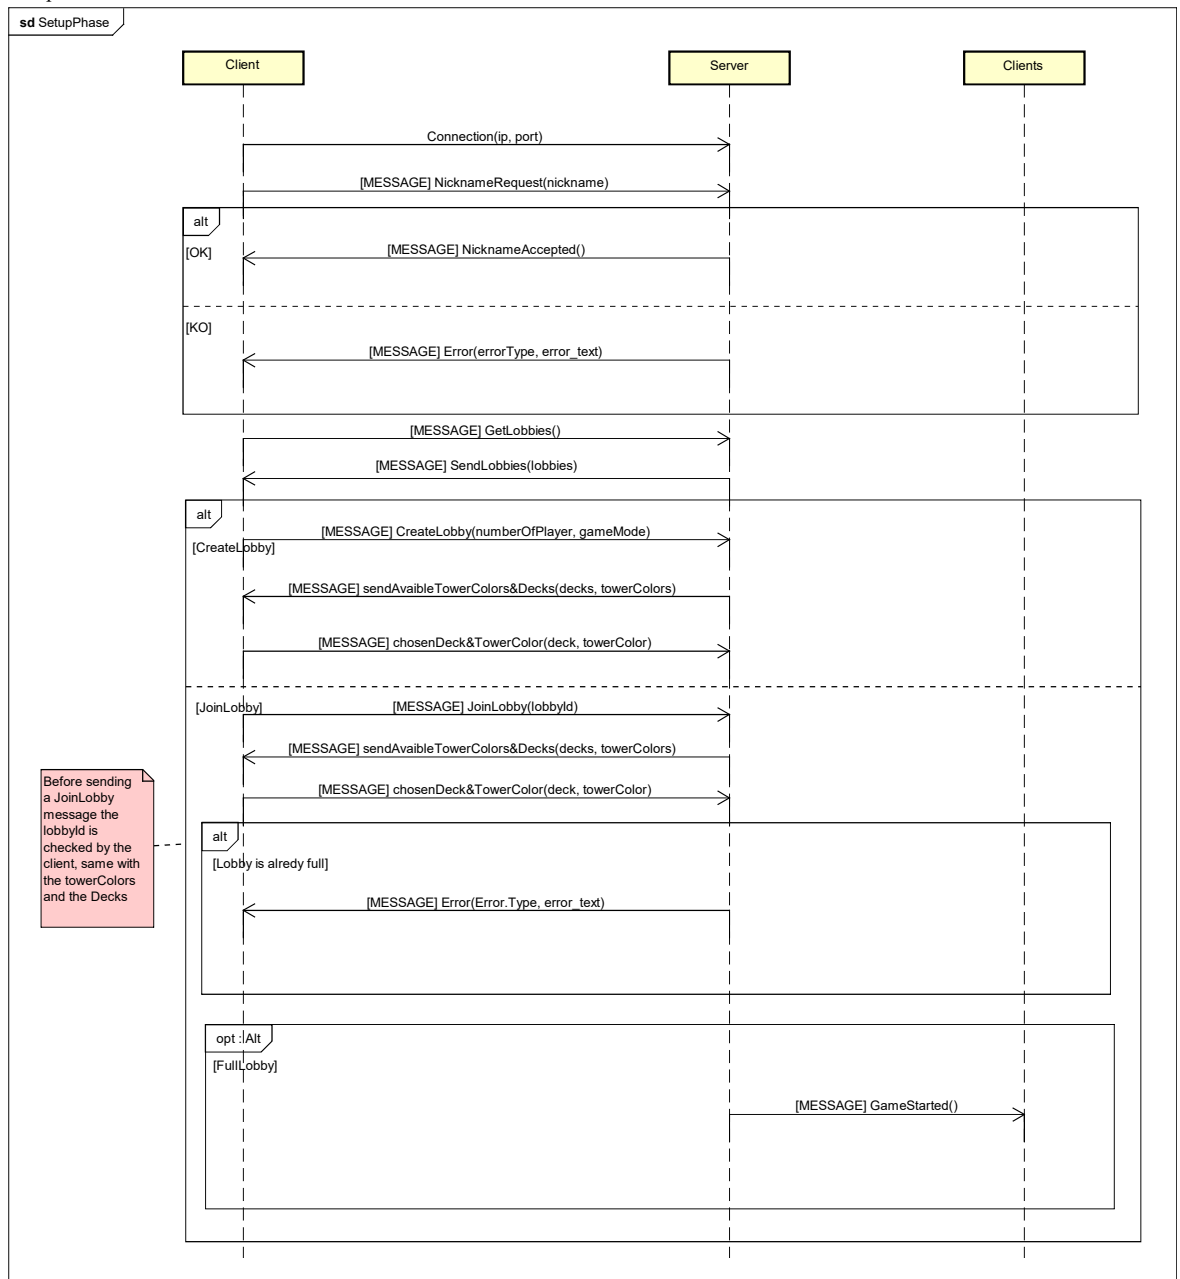 sd SetupPhase
Client
Server
Clients
Connection(ip, port)
[MESSAGE] NicknameRequest(nickname)
alt
[OK]
[MESSAGE] NicknameAccepted()
[KO]
[MESSAGE] Error(errorType, error_text)
[MESSAGE] GetLobbies()
[MESSAGE] SendLobbies(lobbies)
alt
[MESSAGE] CreateLobby(numberOfPlayer, gameMode)
[CreateLobby]
[MESSAGE] sendAvaibleTowerColors&Decks(decks, towerColors)
[MESSAGE] chosenDeck&TowerColor(deck, towerColor)
[JoinLobby]
[MESSAGE] JoinLobby(lobbyId)
[MESSAGE] sendAvaibleTowerColors&Decks(decks, towerColors)
[MESSAGE] chosenDeck&TowerColor(deck, towerColor)
Before sending
a JoinLobby
message the
lobbyId is
checked by the
client, same with
the towerColors
and the Decks
alt
[Lobby is alredy full]
[MESSAGE] Error(Error.Type, error_text)
opt : Alt
[FullLobby]
[MESSAGE] GameStarted()